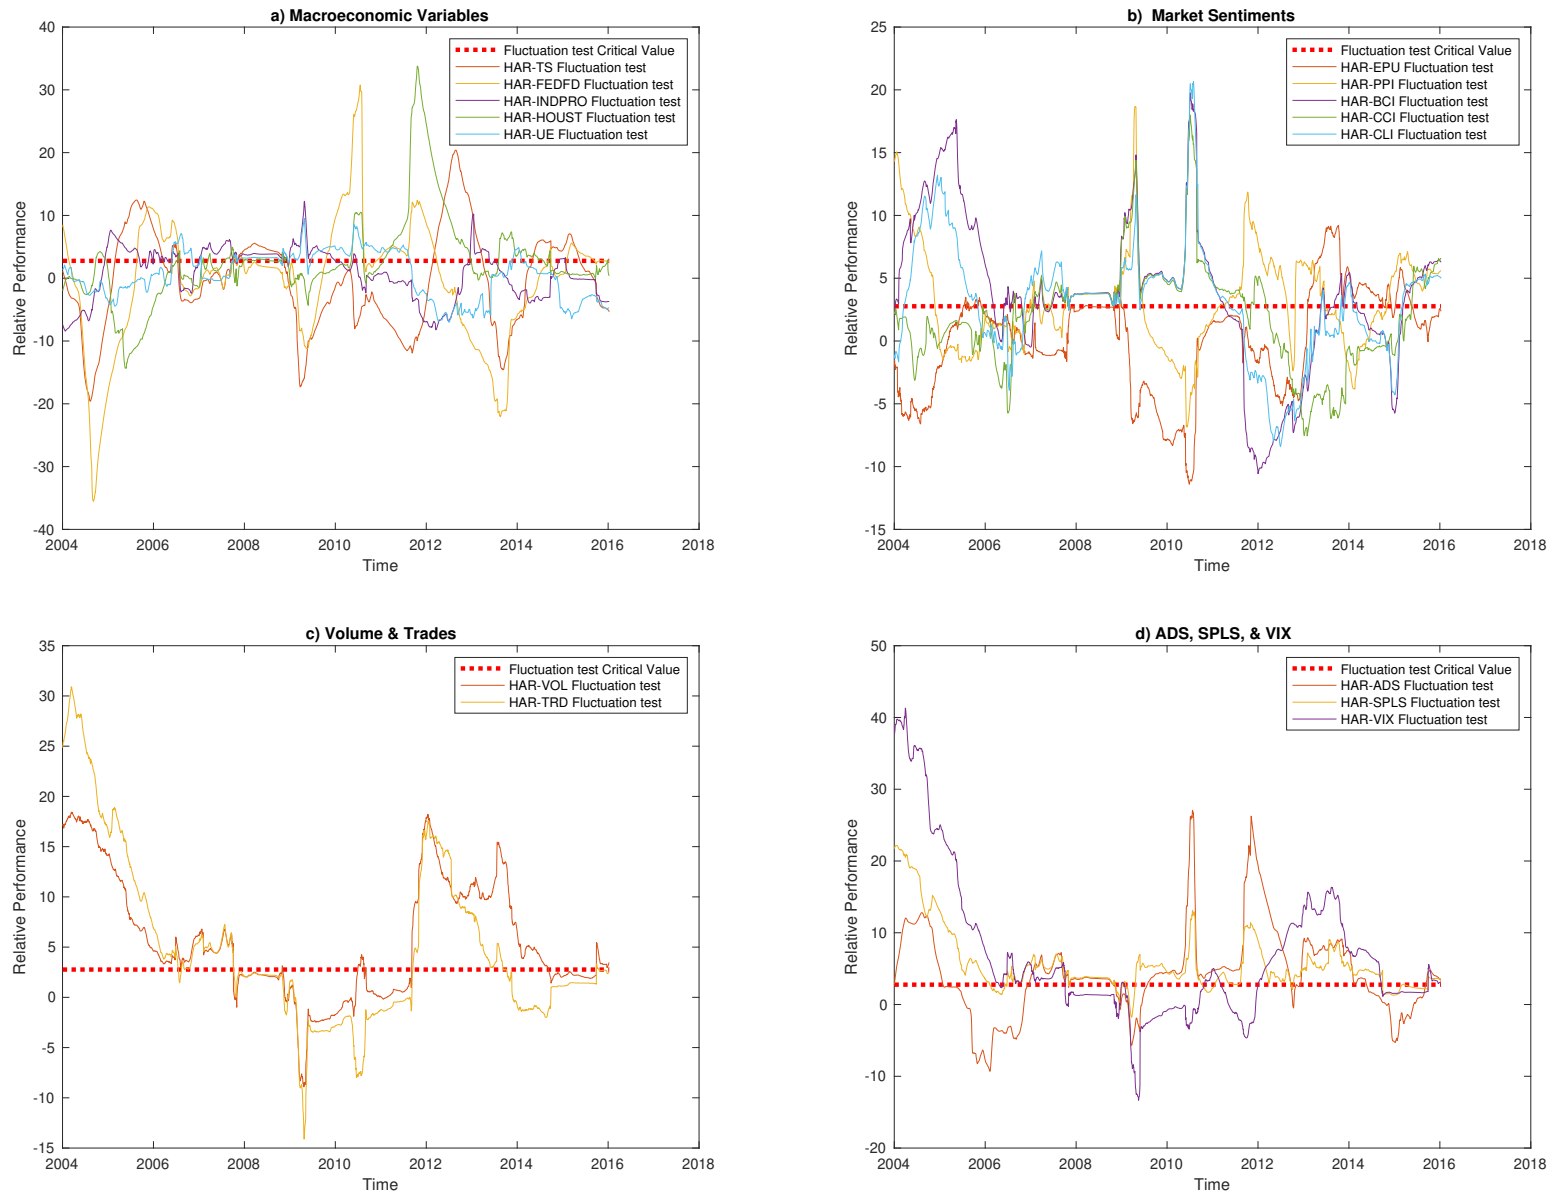 a) Macroeconomic Variables
40
30
20
10
0
-10
-20
-30
-40
Relative Performance
2004 2006 2008 2010 2012 2014 2016 2018
Time
Fluctuation test Critical Value
HAR-TS Fluctuation test
HAR-FEDFD Fluctuation test
HAR-INDPRO Fluctuation test
HAR-HOUST Fluctuation test
HAR-UE Fluctuation test
b) Market Sentiments
25
20
15
10
5
0
-5
-10
-15
Relative Performance
2004 2006 2008 2010 2012 2014 2016 2018
Time
Fluctuation test Critical Value
HAR-EPU Fluctuation test
HAR-PPI Fluctuation test
HAR-BCI Fluctuation test
HAR-CCI Fluctuation test
HAR-CLI Fluctuation test
c) Volume & Trades
35
30
25
20
15
10
5
0
-5
-10
-15
Relative Performance
2004 2006 2008 2010 2012 2014 2016 2018
Time
Fluctuation test Critical Value
HAR-VOL Fluctuation test
HAR-TRD Fluctuation test
d) ADS, SPLS, & VIX
50
40
30
20
10
0
-10
-20
Relative Performance
2004 2006 2008 2010 2012 2014 2016 2018
Time
Fluctuation test Critical Value
HAR-ADS Fluctuation test
HAR-SPLS Fluctuation test
HAR-VIX Fluctuation test